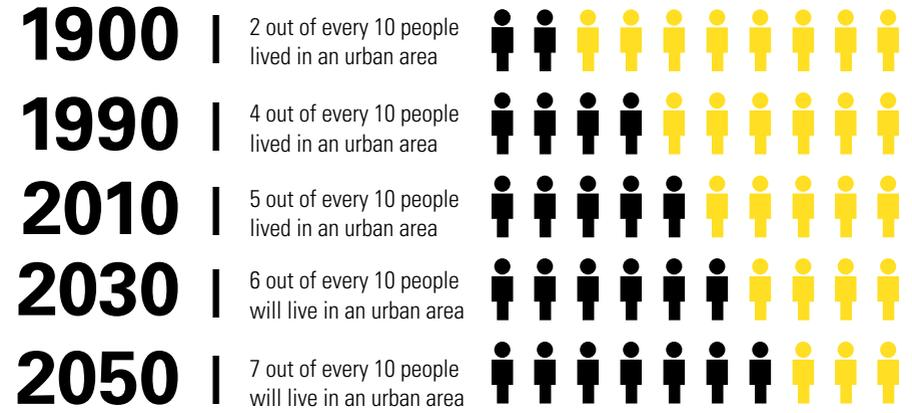 1900
2 out of every 10 people
lived in an urban area
1990
4 out of every 10 people
lived in an urban area
2010
5 out of every 10 people
lived in an urban area
2030
6 out of every 10 people
will live in an urban area
2050
7 out of every 10 people
will live in an urban area